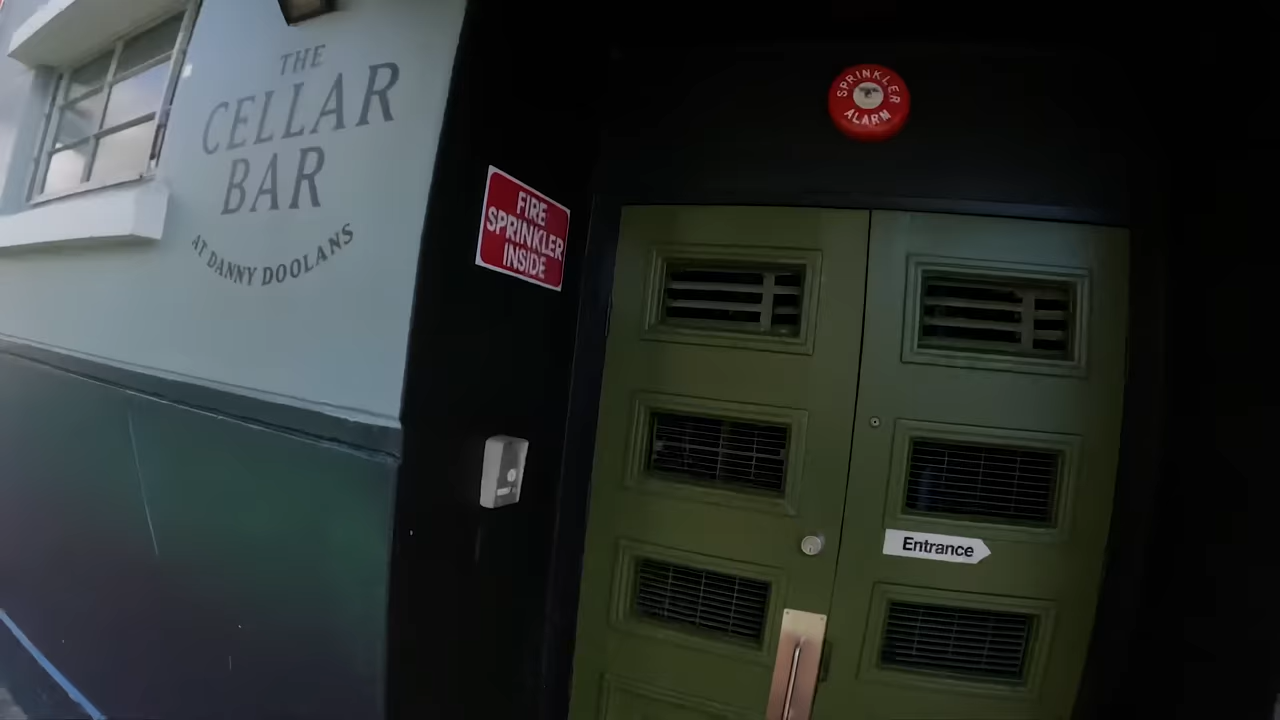 THE
CELLAR
BAR
AT DANNY DOOLANS
FIRE
SPRINKLER
INSIDE
SPRINKLER
ALARM
Entrance